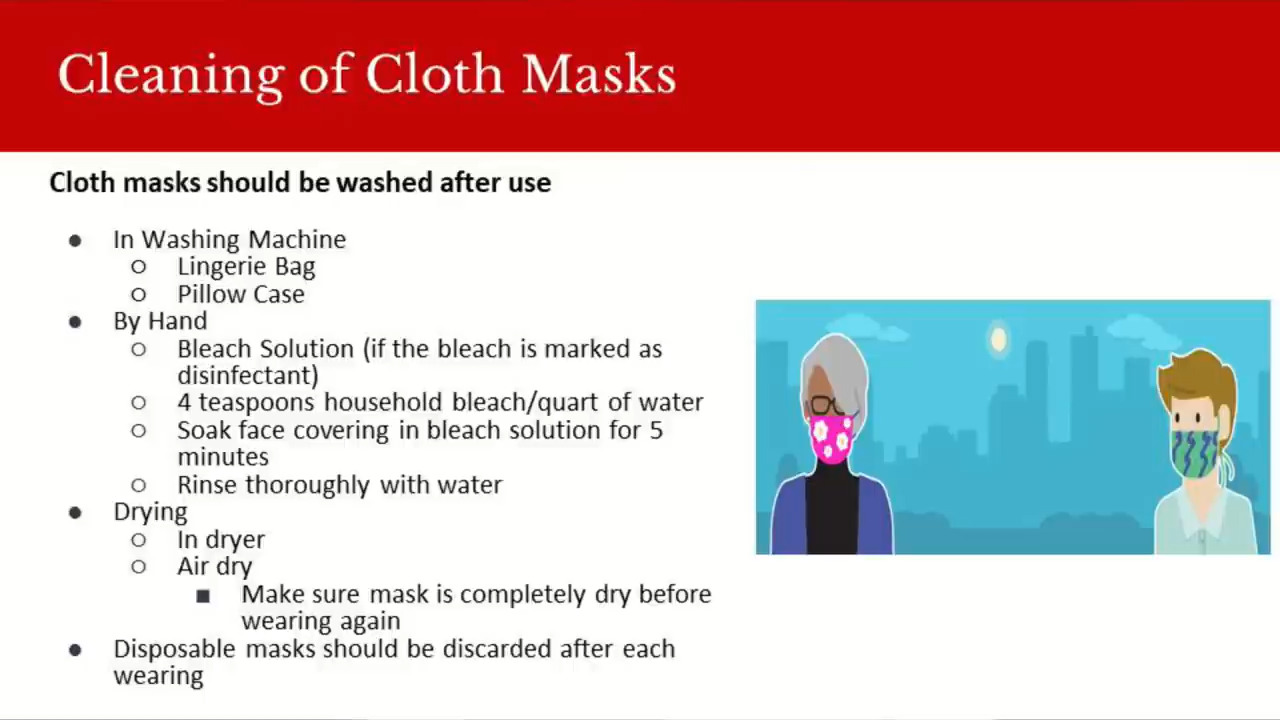 Cleaning of Cloth Masks
Cloth masks should be washed after use
● In Washing Machine
○ Lingerie Bag
○ Pillow Case
● By Hand
○ Bleach Solution (if the bleach is marked as
disinfectant)
○ 4 teaspoons household bleach/quart of water
○ Soak face covering in bleach solution for 5
minutes
○ Rinse thoroughly with water
● Drying
○ In dryer
○ Air dry
■ Make sure mask is completely dry before
wearing again
● Disposable masks should be discarded after each
wearing